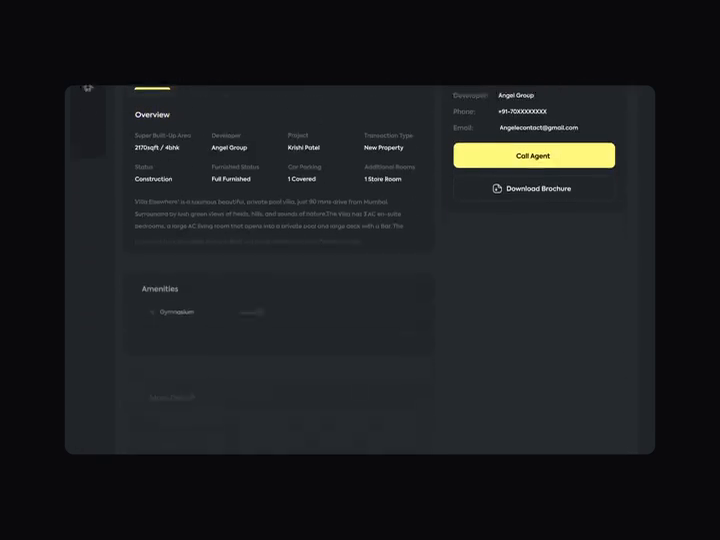 Overview
Super Built-Up Area Developer Project Transaction Type
2170sqft / 4bhk Angel Group Krishi Patel New Property
Status Furnished Status Car Parking Additional Rooms
Construction Full Furnished 1 Covered 1 Store Room
Villa Elsewhere' is a luxurious beautiful, private pool villa, just 90 mins-drive from Mumbai.
Surrounded by lush green views of fields, hills, and sounds of nature.The Villa has 3 AC en-suite
bedrooms, a large AC living room that opens into a private pool and large deck with a Bar. The
Amenities
Gymnasium
Developer: Angel Group
Phone: +91-70XXXXXXXX
Email: Angelecontact@gmail.com
Call Agent
Download Brochure